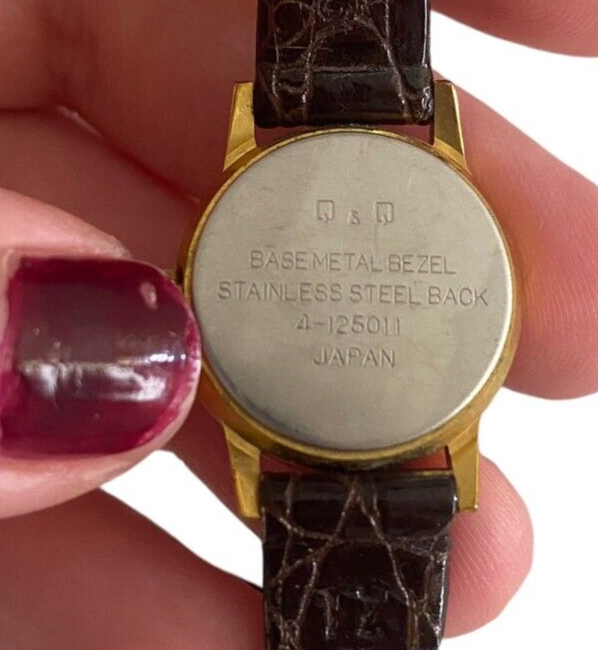 Q & Q
BASE METAL BEZEL
STAINLESS STEEL BACK
4-125011
JAPAN